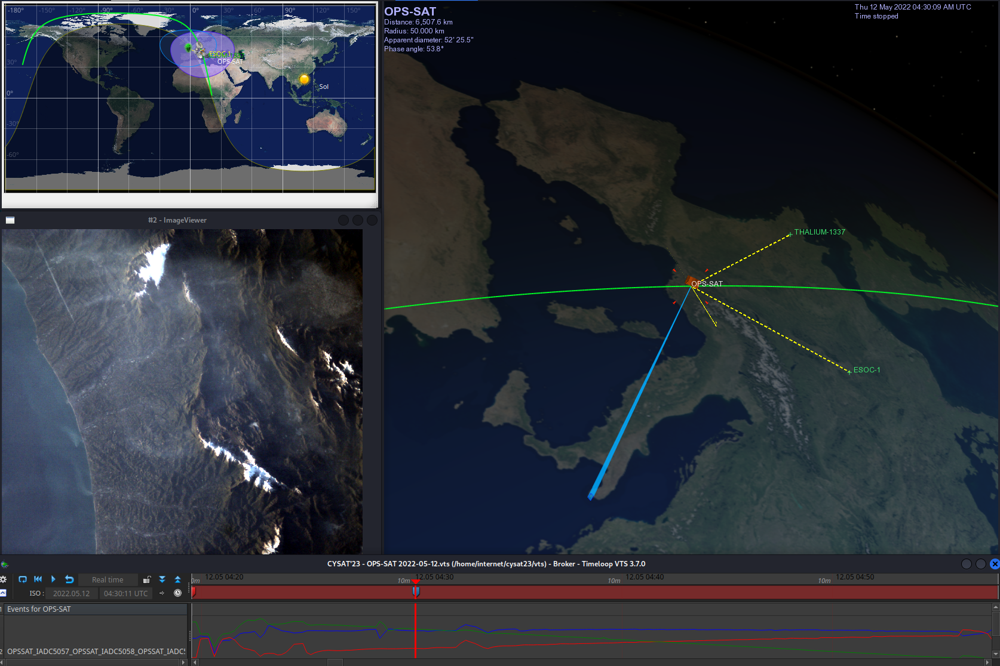 -180° -150° -120° -90° -60° -30° 0° 30° 60° 90° 120° 150°
30°
0°
-30°
-60°
ESOC-1
OPS-SAT
Sol
#2 - ImageViewer
OPS-SAT
Distance: 6,507.6 km
Radius: 50.000 km
Apparent diameter: 52' 25.5"
Phase angle: 53.8°
Thu 12 May 2022 04:30:09 AM UTC
Time stopped
THALIUM-1337
OPS-SAT
ESOC-1
CYSAT'23 - OPS-SAT 2022-05-12.vts (/home/internet/cysat23/vts) - Broker - Timeloop VTS 3.7.0
Real time
ISO : 2022.05.12 04:30:11 UTC
12.05 04:20 12.05 04:30 12.05 04:40 12.05 04:50
0m 10m 10m 10m
1 Events for OPS-SAT
2 OPSSAT_IADC5057_OPSSAT_IADC5058_OPSSAT_IADC